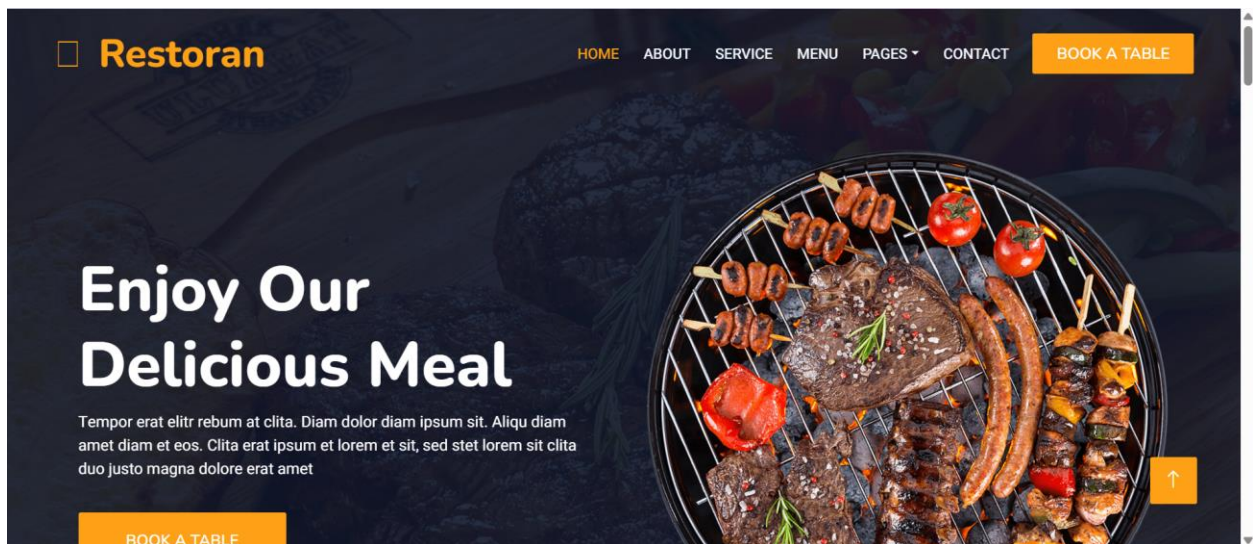 Restoran
HOME ABOUT SERVICE MENU PAGES CONTACT BOOK A TABLE
Enjoy Our
Delicious Meal
Tempor erat elitr rebum at clita. Diam dolor diam ipsum sit. Aliqu diam
amet diam et eos. Clita erat ipsum et lorem et sit, sed stet lorem sit clita
duo justo magna dolore erat amet
BOOK A TABLE